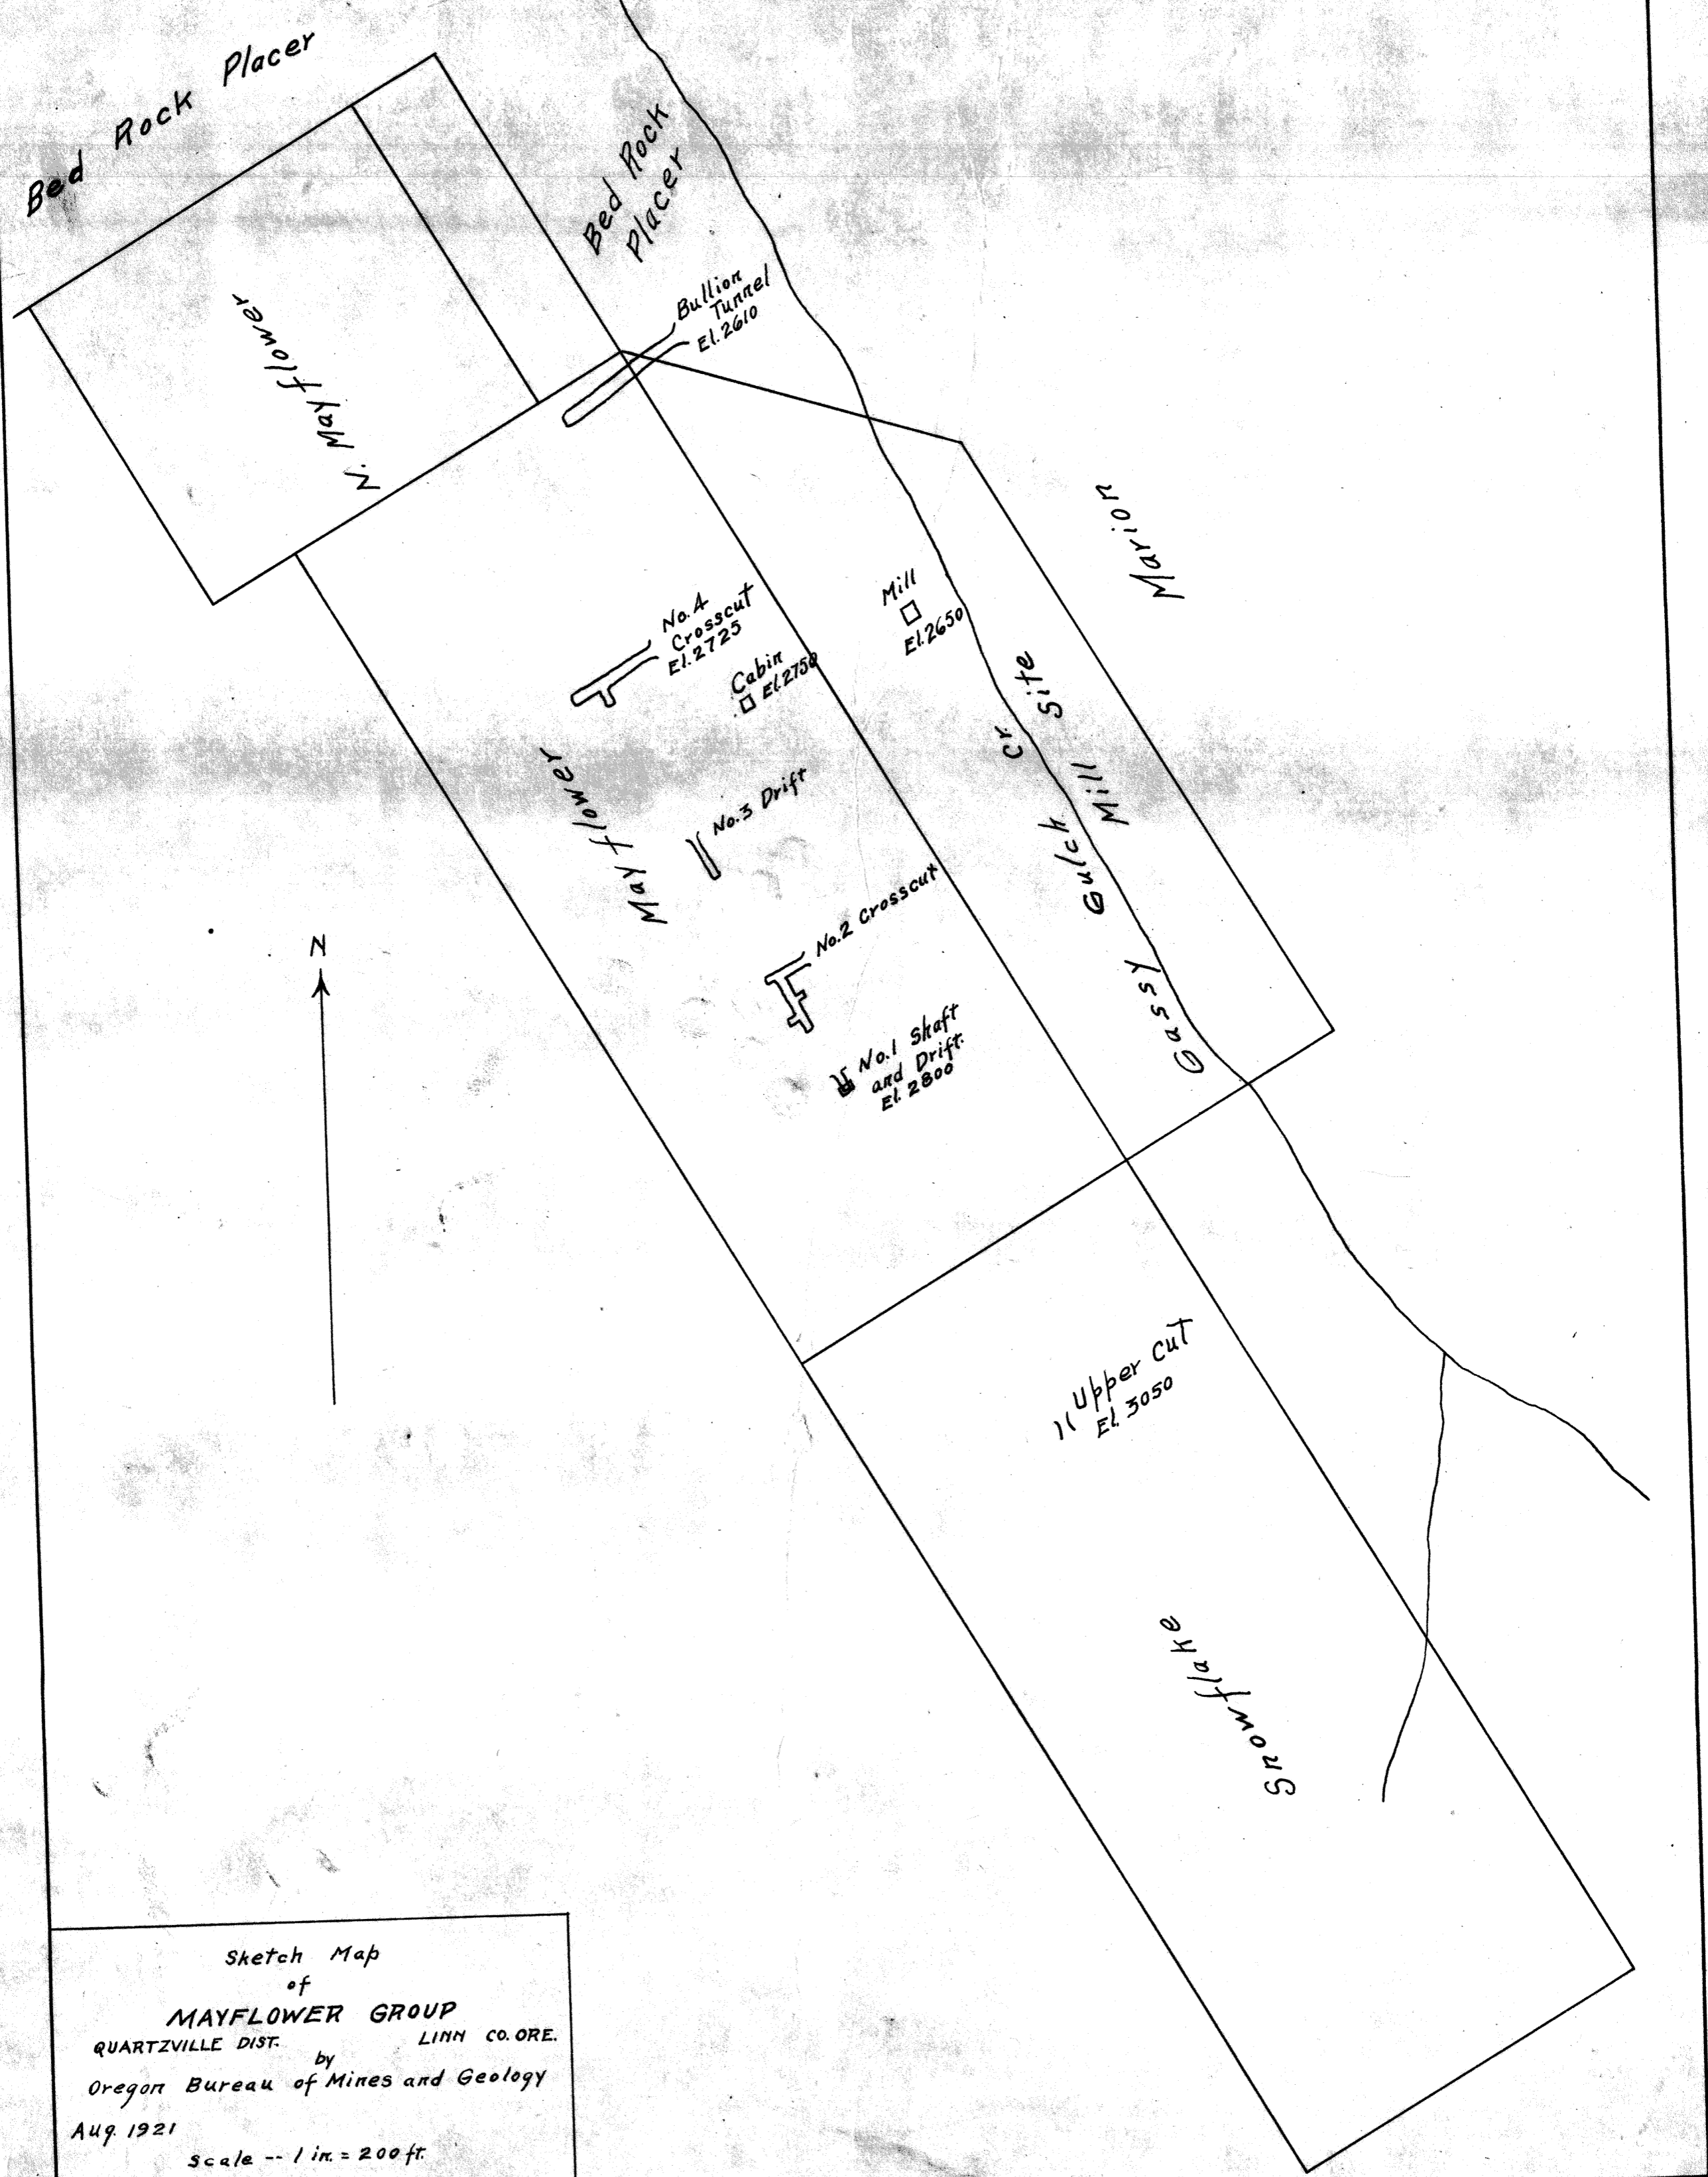 Bed Rock Placer
Bed Rock
Placer
Bullion
Tunnel
El. 2610
N. Mayflower
Marion
Mill
El. 2650
No. 4
Crosscut
El. 2725
Cabin
El. 2750
Mayflower
No. 3 Drift
Mill Site
Gassy Gulch Cr
No. 2 Crosscut
N
No. 1 Shaft
and Drift.
El. 2800
Upper Cut
El. 3050
Snowflake
Sketch Map
of
MAYFLOWER GROUP
QUARTZVILLE DIST. LINN CO. ORE.
by
Oregon Bureau of Mines and Geology
Aug. 1921
Scale -- 1 in. = 200 ft.